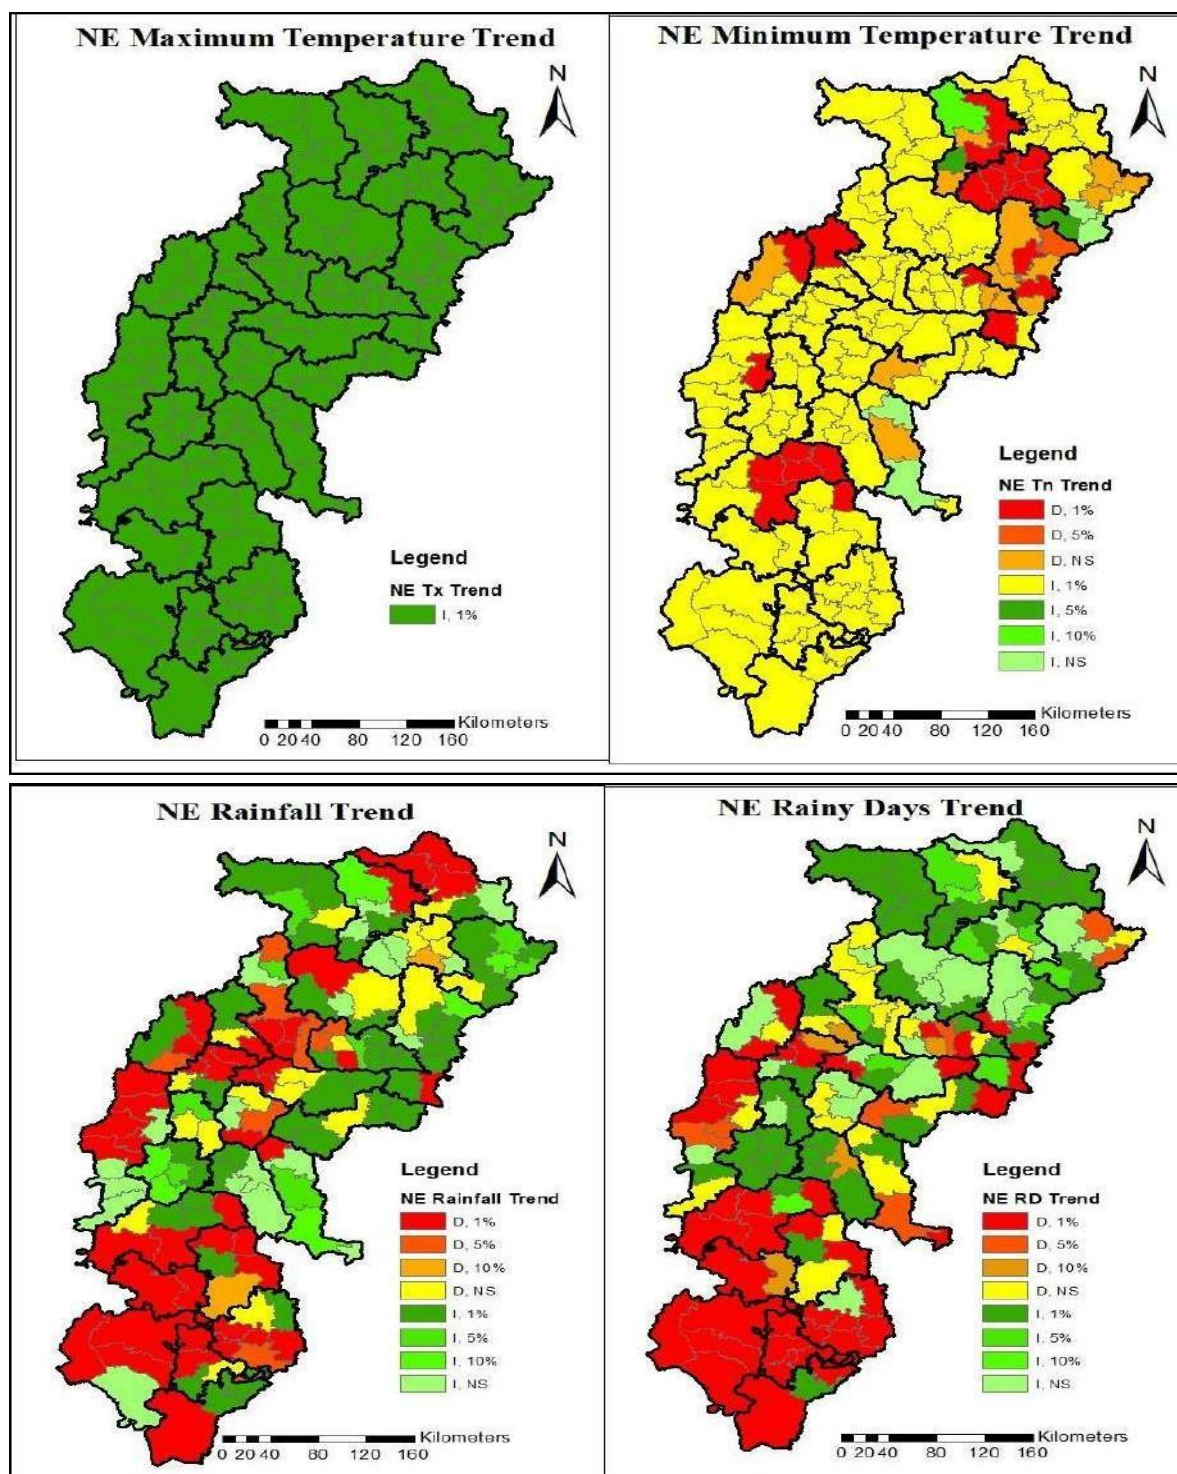 NE Maximum Temperature Trend
N
Legend
NE Tx Trend
I, 1%
Kilometers
0 20 40 80 120 160
NE Minimum Temperature Trend
N
Legend
NE Tn Trend
D, 1%
D, 5%
D, NS
I, 1%
I, 5%
I, 10%
I, NS
Kilometers
0 20 40 80 120 160
NE Rainfall Trend
N
Legend
NE Rainfall Trend
D, 1%
D, 5%
D, 10%
D, NS
I, 1%
I, 5%
I, 10%
I, NS
Kilometers
0 20 40 80 120 160
NE Rainy Days Trend
N
Legend
NE RD Trend
D, 1%
D, 5%
D, 10%
D, NS
I, 1%
I, 5%
I, 10%
I, NS
Kilometers
0 20 40 80 120 160